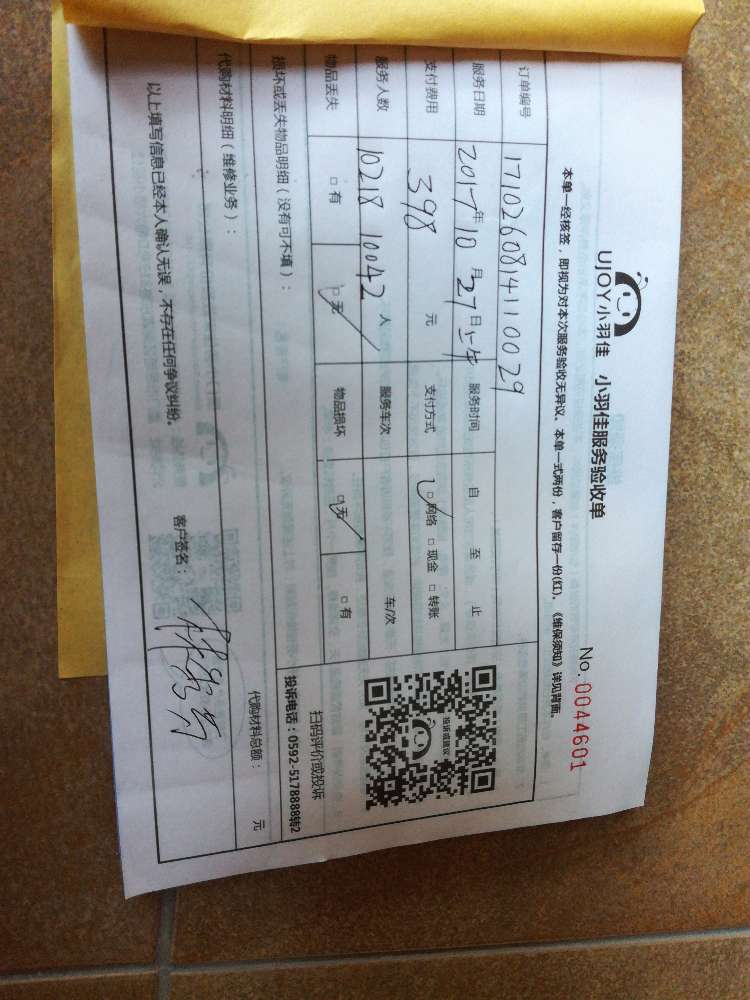 UJOY小羽佳 小羽佳服务验收单
No. 0044601
本单一经核签，即视为对本次服务验收无异议。本单一式两份，客户留存一份(红)。《维保须知》详见背面。
订单编号 17102608141100 29
服务日期 2017年10月27日上午 服务时间 自 至 止
支付费用 398 元 支付方式 □网络 □现金 □转账
服务人数 10218 10042 人 服务车次 车/次
物品丢失 □有 □无 物品损坏 □无 □有
投诉或建议
扫码评价或投诉
投诉电话：0592-5178888转2
损坏或丢失物品明细（没有可不填）：
代购材料明细（维修业务）：
代购材料总额： 元
以上填写信息已经本人确认无误，不存在任何争议纠纷。
客户签名：